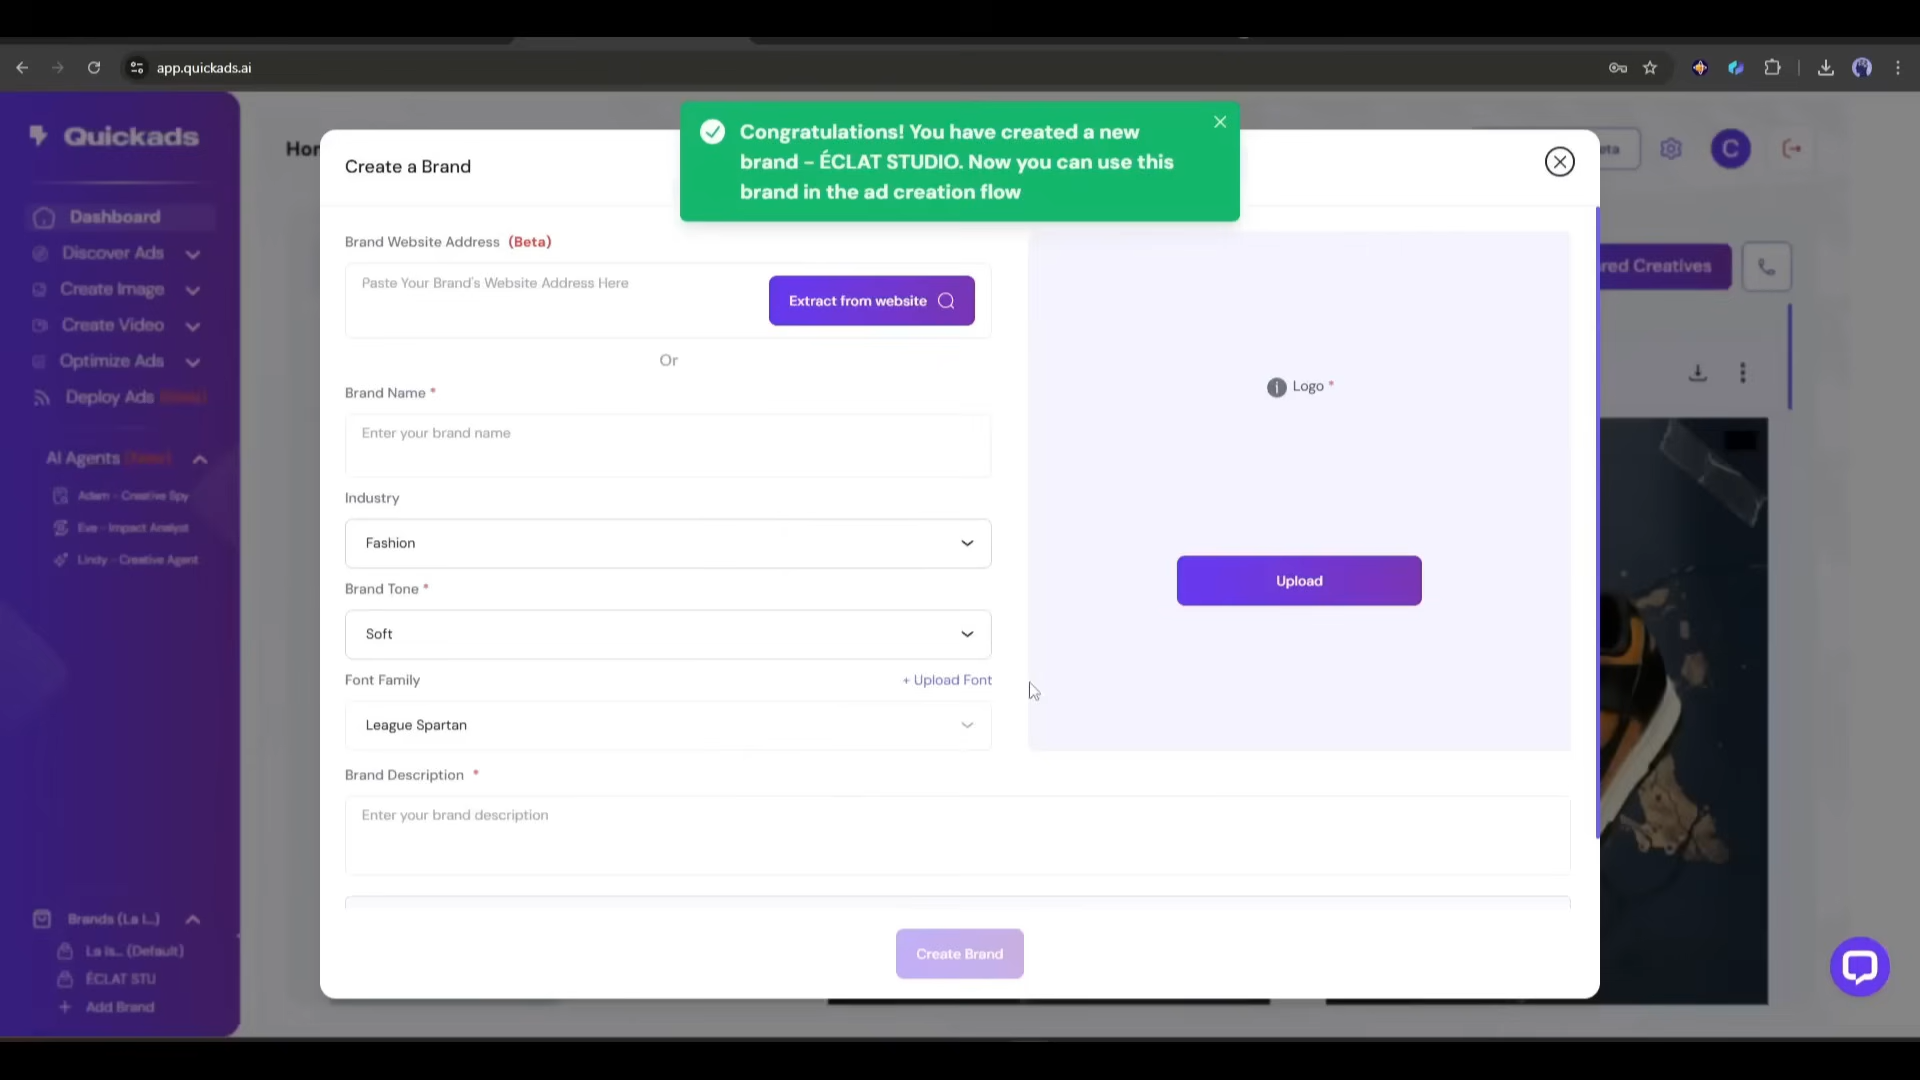 app.quickads.ai
Quickads
Dashboard
Discover Ads
Create Image
Create Video
Optimize Ads
Deploy Ads
AI Agents
Adam - Creative Spy
Eve - Impact Analyst
Lindy - Creative Agent
Brands (La I...)
La is... (Default)
ÉCLAT STU
+ Add Brand
Congratulations! You have created a new
brand - ÉCLAT STUDIO. Now you can use this
brand in the ad creation flow
Create a Brand
Brand Website Address (Beta)
Paste Your Brand's Website Address Here
Extract from website
Or
Brand Name *
Enter your brand name
Industry
Fashion
Brand Tone *
Soft
Font Family
+ Upload Font
League Spartan
Brand Description *
Enter your brand description
Logo *
Upload
Create Brand
C
Creatives